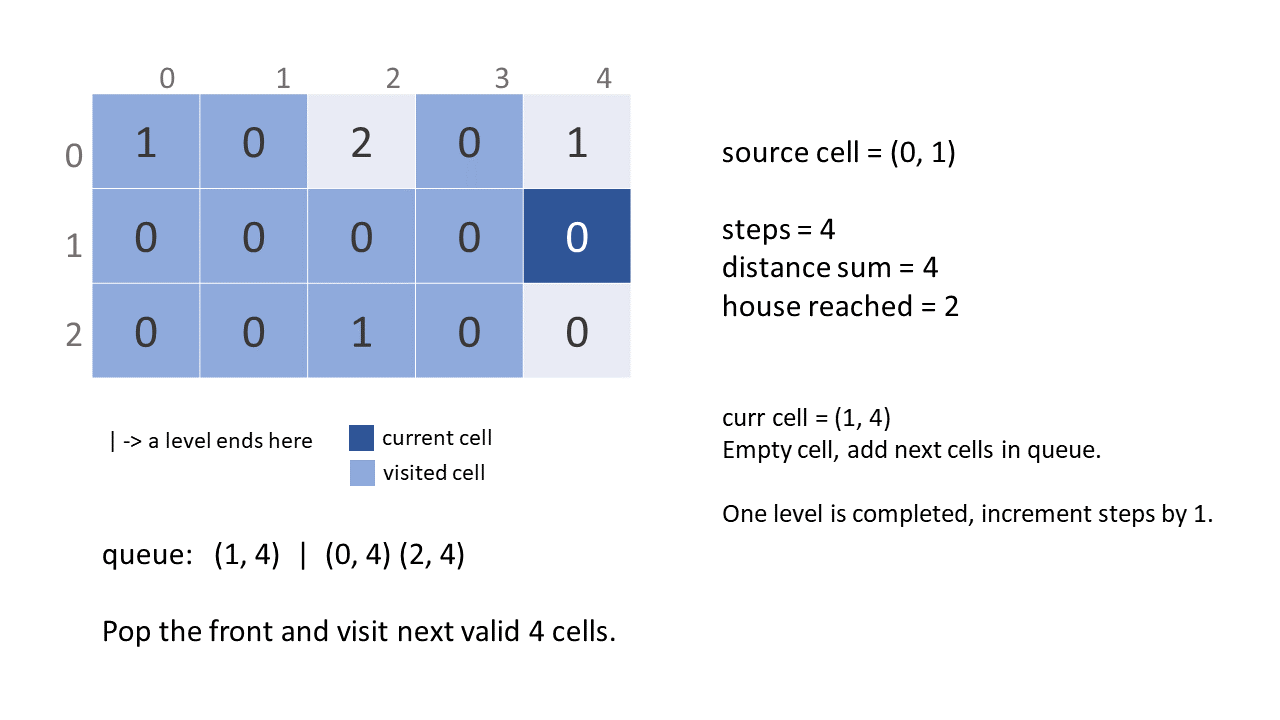 0 1 2 3 4
0 1 0 2 0 1
1 0 0 0 0 0
2 0 0 1 0 0
source cell = (0, 1)
steps = 4
distance sum = 4
house reached = 2
curr cell = (1, 4)
Empty cell, add next cells in queue.
One level is completed, increment steps by 1.
| -> a level ends here
current cell
visited cell
queue: (1, 4) | (0, 4) (2, 4)
Pop the front and visit next valid 4 cells.